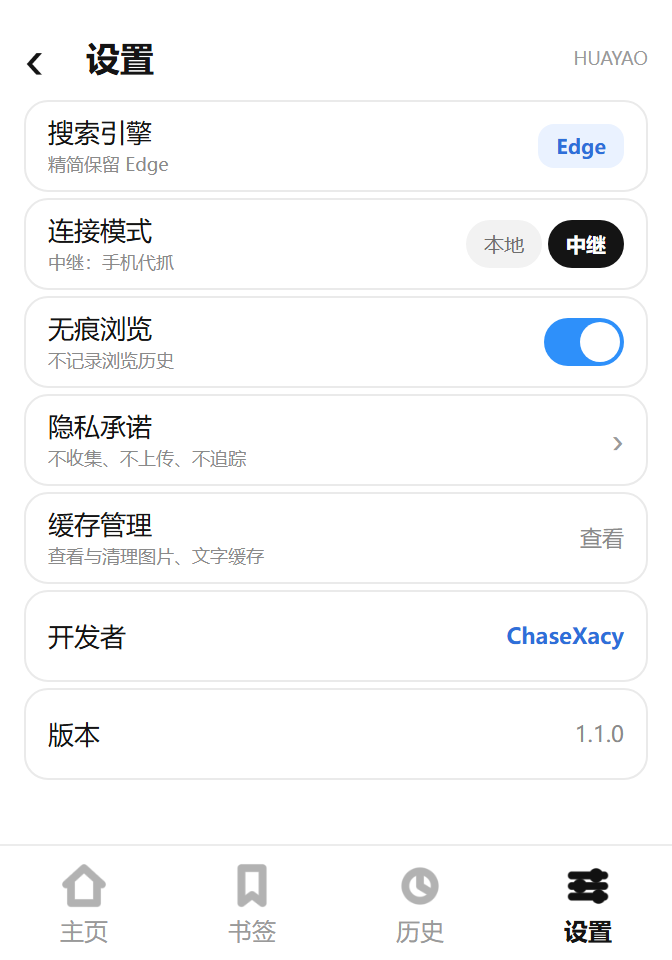 设置
HUAYAO
搜索引擎
精简保留 Edge
Edge
连接模式
中继：手机代抓
本地
中继
无痕浏览
不记录浏览历史
隐私承诺
不收集、不上传、不追踪
缓存管理
查看与清理图片、文字缓存
查看
开发者
ChaseXacy
版本
1.1.0
主页
书签
历史
设置